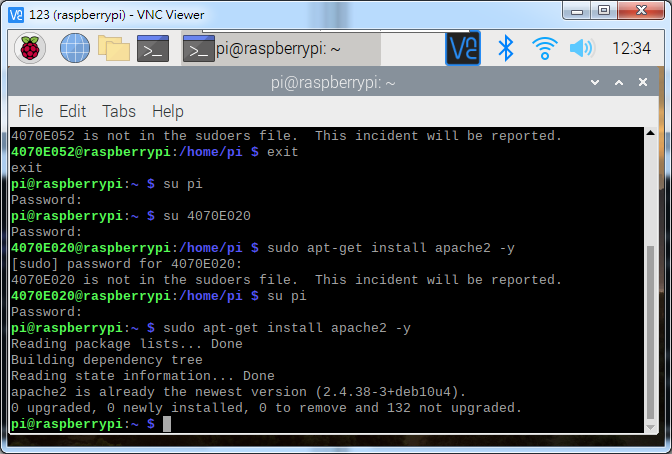 123 (raspberrypi) - VNC Viewer
pi@raspberrypi: ~
12:34
pi@raspberrypi: ~
File Edit Tabs Help
4070E052 is not in the sudoers file.  This incident will be reported.
4070E052@raspberrypi:/home/pi $ exit
exit
pi@raspberrypi:~ $ su pi
Password:
pi@raspberrypi:~ $ su 4070E020
Password:
4070E020@raspberrypi:/home/pi $ sudo apt-get install apache2 -y
[sudo] password for 4070E020:
4070E020 is not in the sudoers file.  This incident will be reported.
4070E020@raspberrypi:/home/pi $ su pi
Password:
pi@raspberrypi:~ $ sudo apt-get install apache2 -y
Reading package lists... Done
Building dependency tree
Reading state information... Done
apache2 is already the newest version (2.4.38-3+deb10u4).
0 upgraded, 0 newly installed, 0 to remove and 132 not upgraded.
pi@raspberrypi:~ $